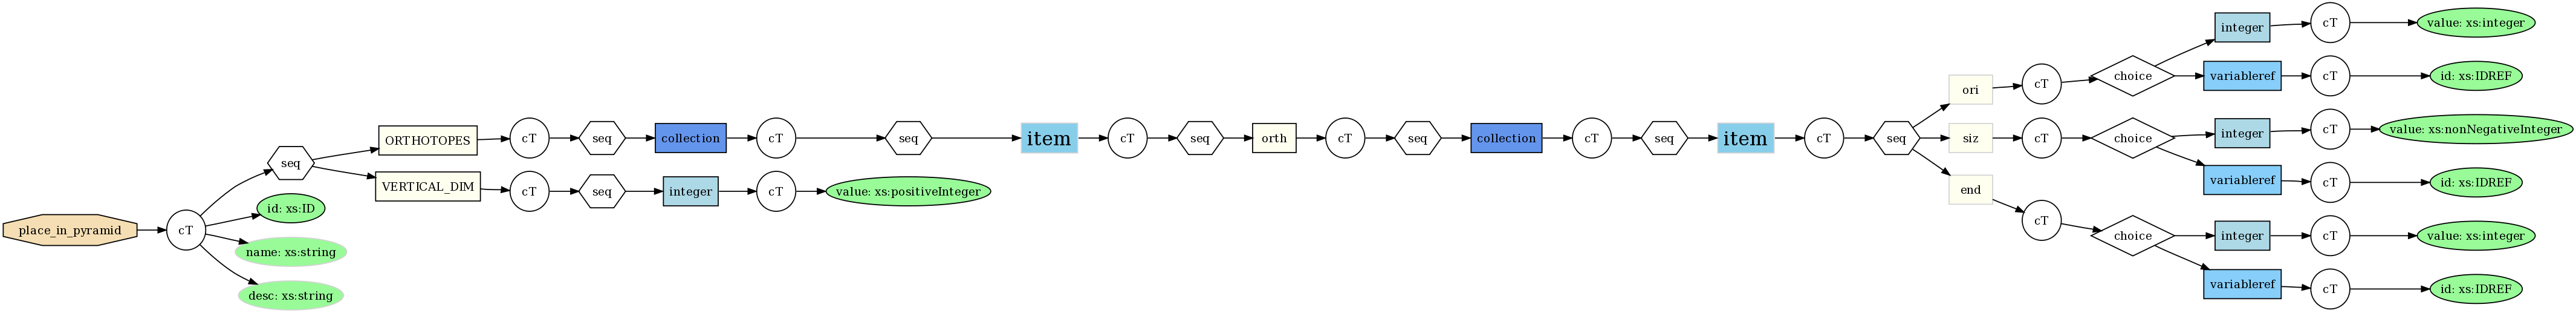 place_in_pyramid
cT
seq
id: xs:ID
name: xs:string
desc: xs:string
ORTHOTOPES
cT
seq
collection
cT
seq
item
cT
seq
orth
cT
seq
collection
cT
seq
item
cT
seq
VERTICAL_DIM
cT
seq
integer
cT
value: xs:positiveInteger
ori
cT
choice
integer
cT
value: xs:integer
variableref
cT
id: xs:IDREF
siz
cT
choice
integer
cT
value: xs:nonNegativeInteger
variableref
cT
id: xs:IDREF
end
cT
choice
integer
cT
value: xs:integer
variableref
cT
id: xs:IDREF